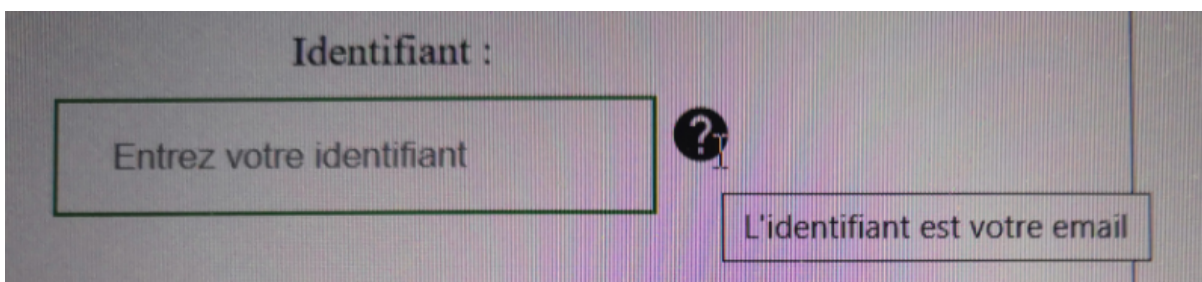 Identifiant :
Entrez votre identifiant
?
L'identifiant est votre email